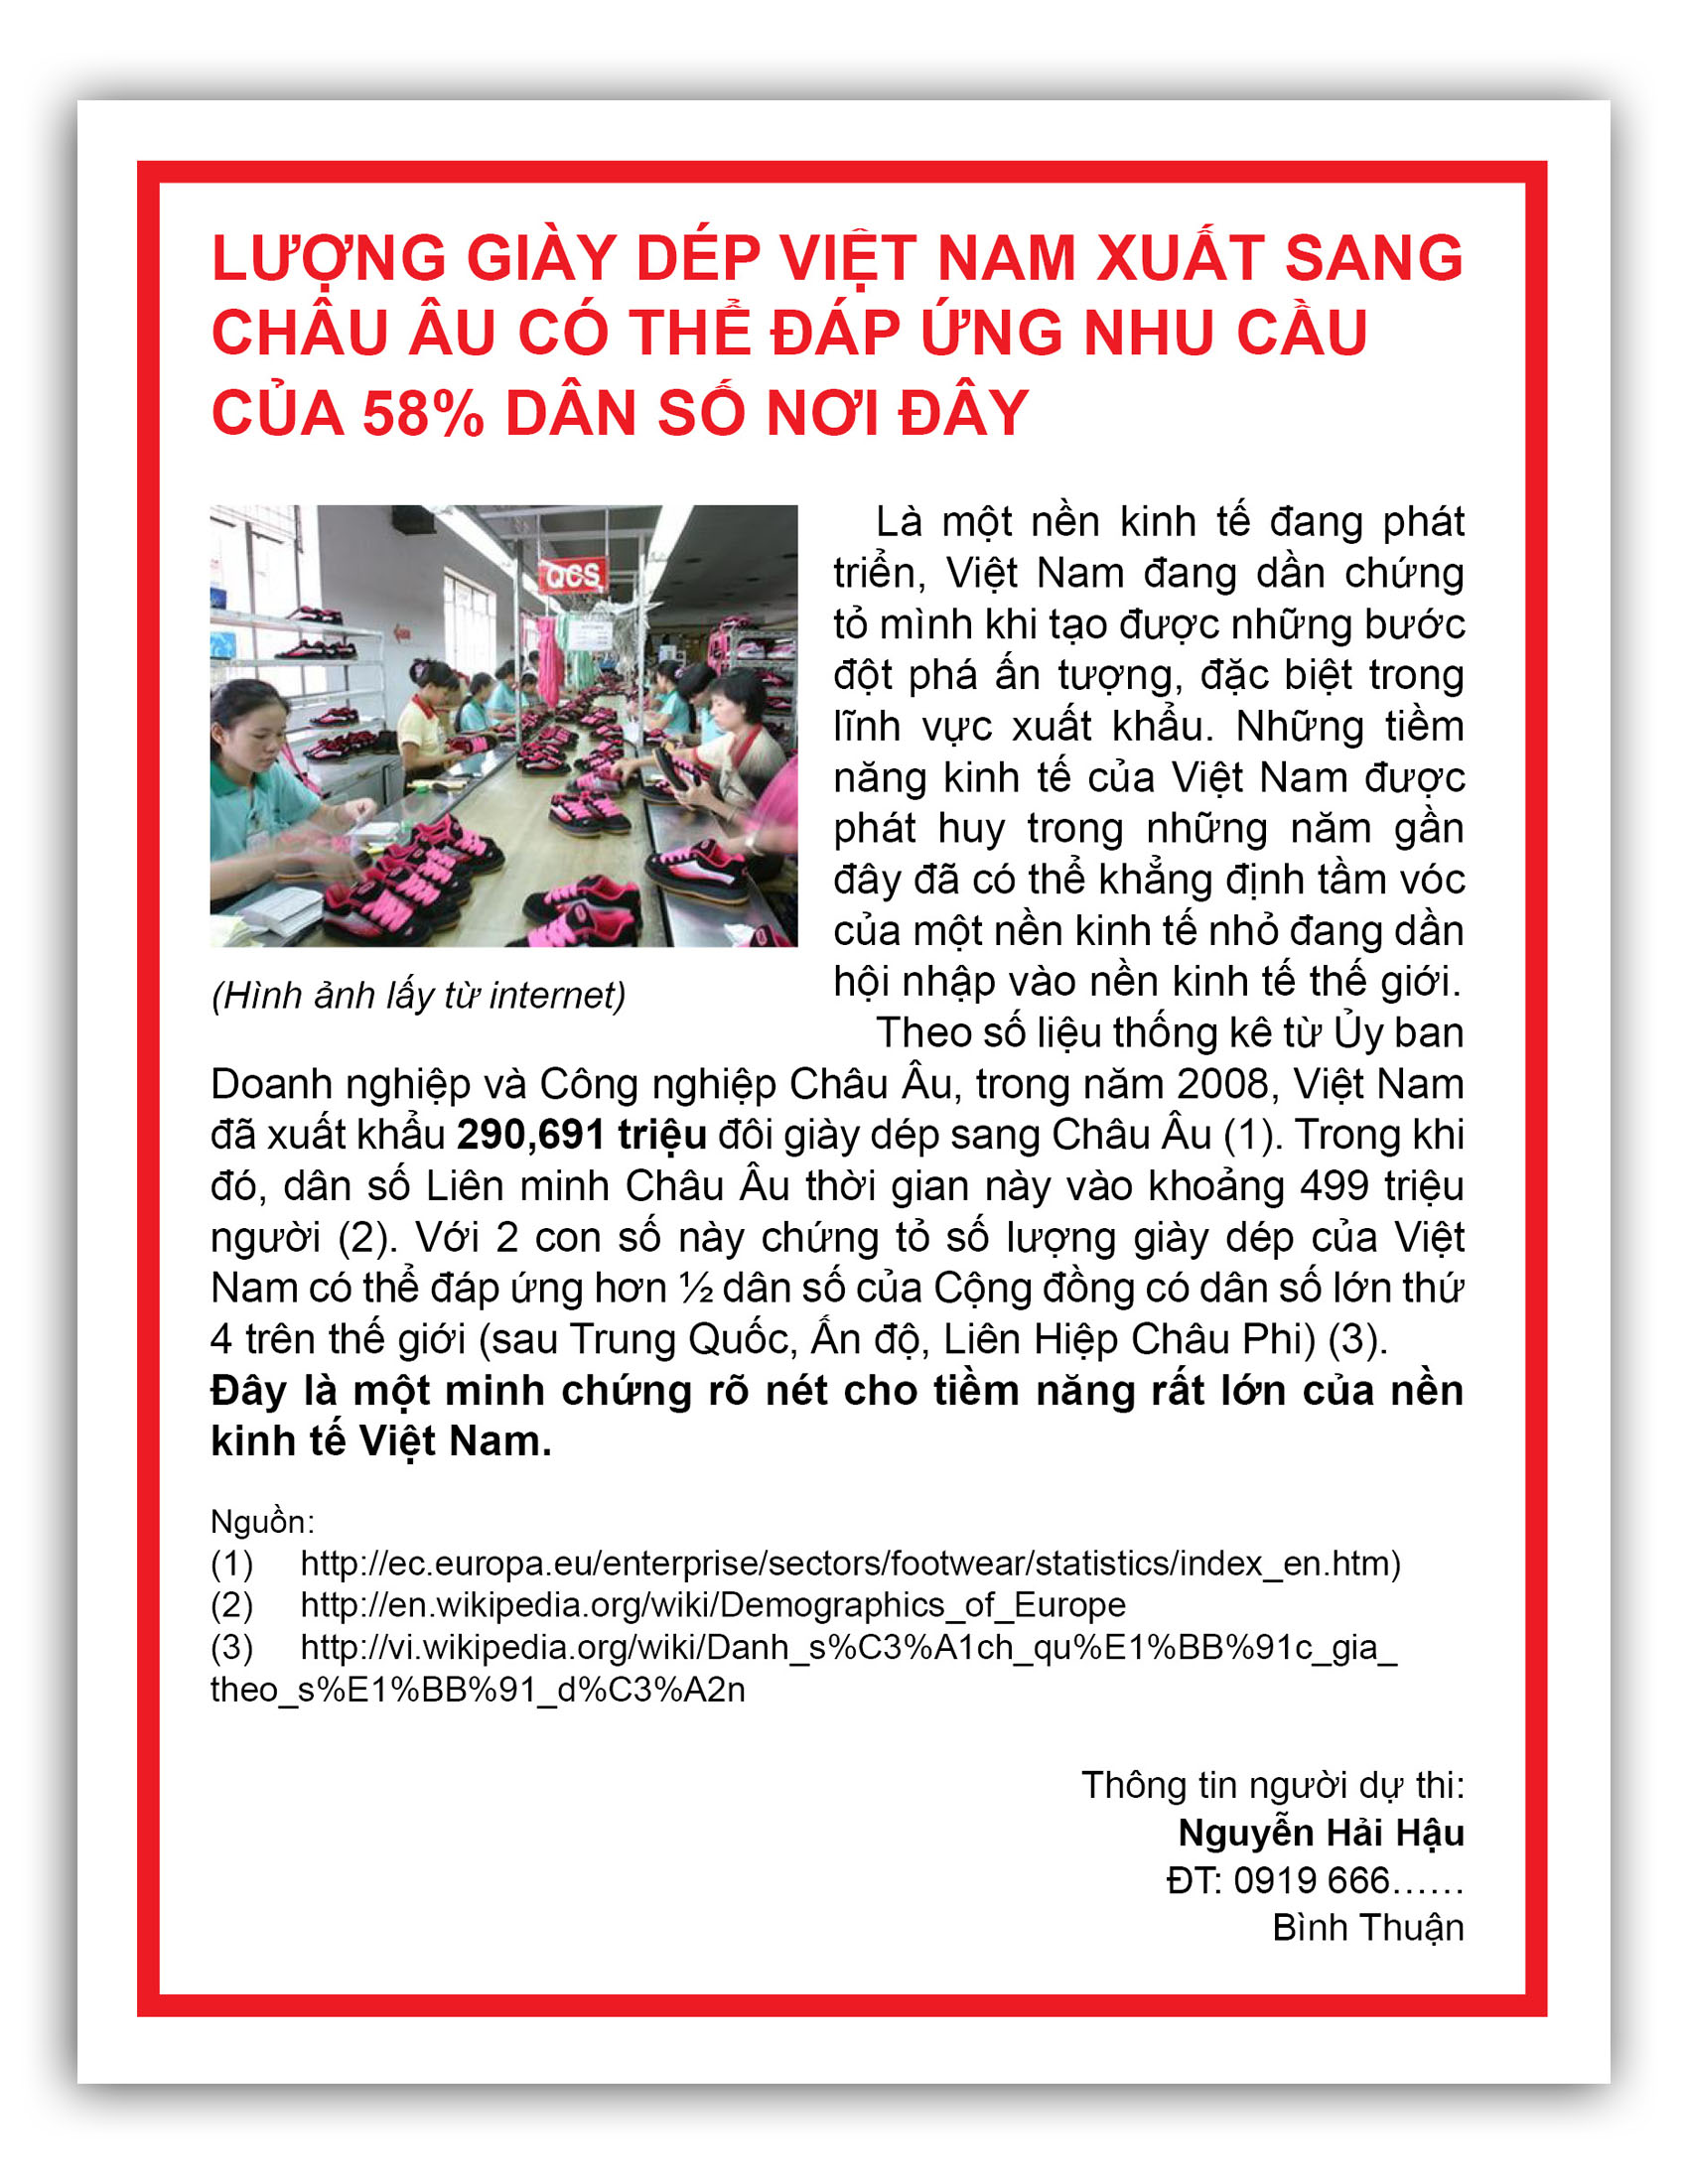 LƯỢNG GIÀY DÉP VIỆT NAM XUẤT SANG
CHÂU ÂU CÓ THỂ ĐÁP ỨNG NHU CẦU
CỦA 58% DÂN SỐ NƠI ĐÂY
QCS
(Hình ảnh lấy từ internet)
Là một nền kinh tế đang phát
triển, Việt Nam đang dần chứng
tỏ mình khi tạo được những bước
đột phá ấn tượng, đặc biệt trong
lĩnh vực xuất khẩu. Những tiềm
năng kinh tế của Việt Nam được
phát huy trong những năm gần
đây đã có thể khẳng định tầm vóc
của một nền kinh tế nhỏ đang dần
hội nhập vào nền kinh tế thế giới.
Theo số liệu thống kê từ Ủy ban
Doanh nghiệp và Công nghiệp Châu Âu, trong năm 2008, Việt Nam
đã xuất khẩu 290,691 triệu đôi giày dép sang Châu Âu (1). Trong khi
đó, dân số Liên minh Châu Âu thời gian này vào khoảng 499 triệu
người (2). Với 2 con số này chứng tỏ số lượng giày dép của Việt
Nam có thể đáp ứng hơn ½ dân số của Cộng đồng có dân số lớn thứ
4 trên thế giới (sau Trung Quốc, Ấn độ, Liên Hiệp Châu Phi) (3).
Đây là một minh chứng rõ nét cho tiềm năng rất lớn của nền
kinh tế Việt Nam.
Nguồn:
(1) http://ec.europa.eu/enterprise/sectors/footwear/statistics/index_en.htm)
(2) http://en.wikipedia.org/wiki/Demographics_of_Europe
(3) http://vi.wikipedia.org/wiki/Danh_s%C3%A1ch_qu%E1%BB%91c_gia_
theo_s%E1%BB%91_d%C3%A2n
Thông tin người dự thi:
Nguyễn Hải Hậu
ĐT: 0919 666......
Bình Thuận